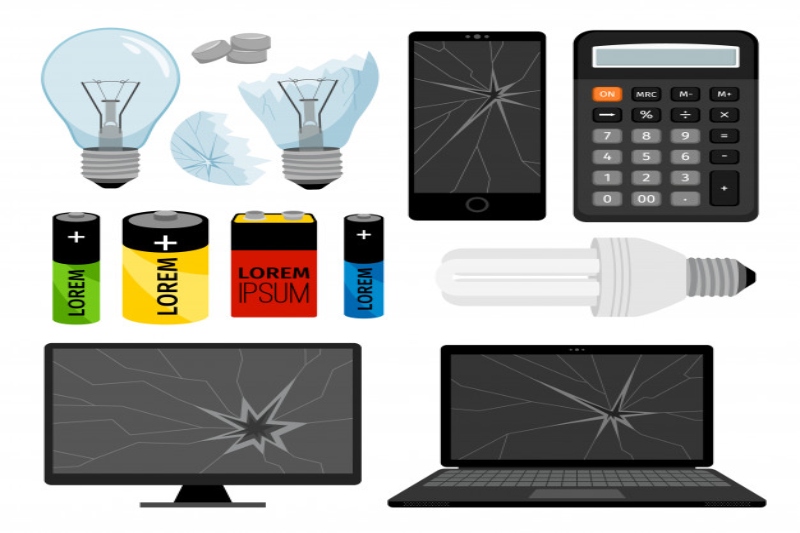 ON MRC M- M+
→ % ÷ ×
7 8 9 =
4 5 6 -
1 2 3 +
0 00 .
+ + +
LOREM
LOREM
LOREM
IPSUM
LOREM